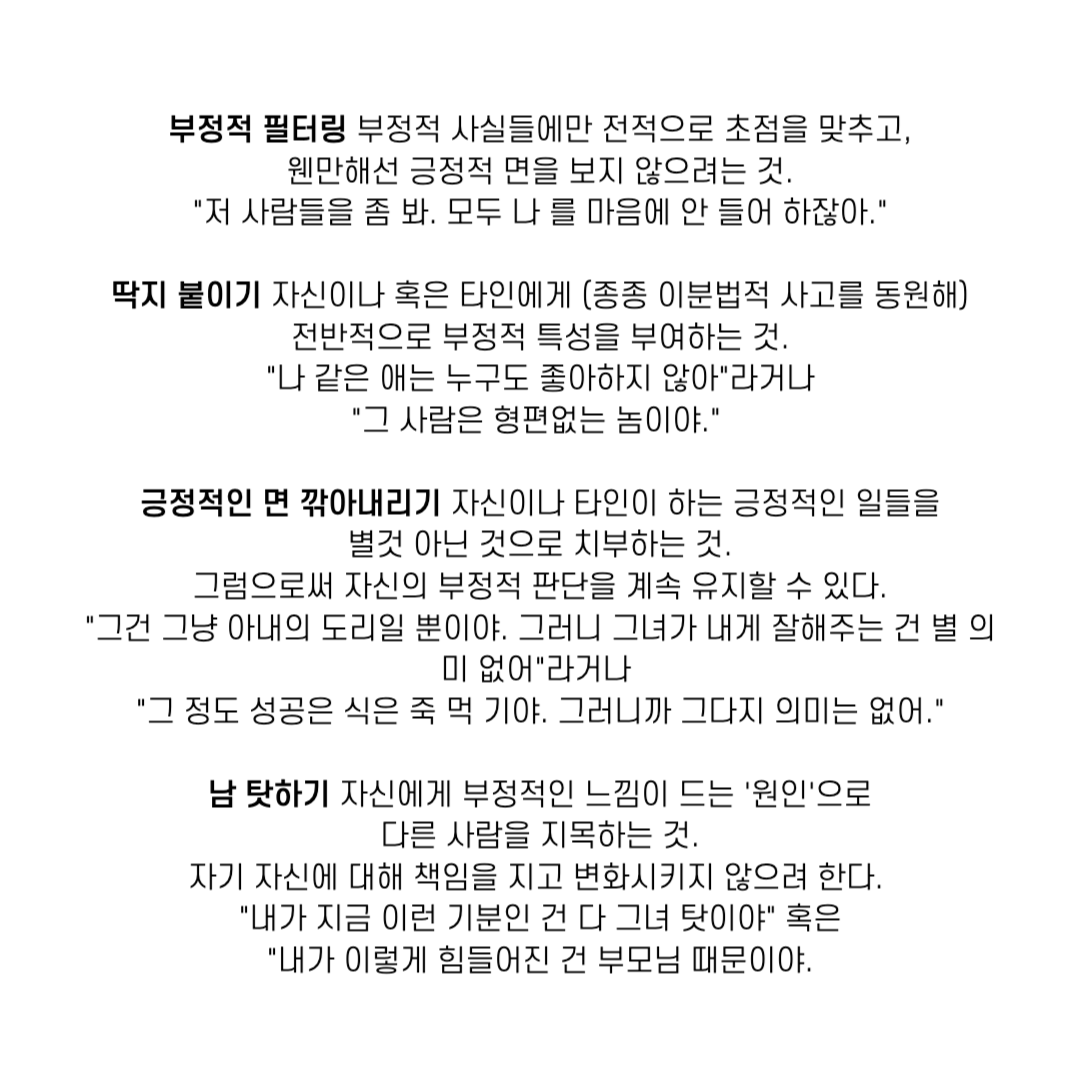 부정적 필터링 부정적 사실들에만 전적으로 초점을 맞추고,
웬만해선 긍정적 면을 보지 않으려는 것.
"저 사람들을 좀 봐. 모두 나 를 마음에 안 들어 하잖아."
딱지 붙이기 자신이나 혹은 타인에게 (종종 이분법적 사고를 동원해)
전반적으로 부정적 특성을 부여하는 것.
"나 같은 애는 누구도 좋아하지 않아"라거나
"그 사람은 형편없는 놈이야."
긍정적인 면 깎아내리기 자신이나 타인이 하는 긍정적인 일들을
별것 아닌 것으로 치부하는 것.
그럼으로써 자신의 부정적 판단을 계속 유지할 수 있다.
"그건 그냥 아내의 도리일 뿐이야. 그러니 그녀가 내게 잘해주는 건 별 의
미 없어"라거나
"그 정도 성공은 식은 죽 먹 기야. 그러니까 그다지 의미는 없어."
남 탓하기 자신에게 부정적인 느낌이 드는 '원인'으로
다른 사람을 지목하는 것.
자기 자신에 대해 책임을 지고 변화시키지 않으려 한다.
"내가 지금 이런 기분인 건 다 그녀 탓이야" 혹은
"내가 이렇게 힘들어진 건 부모님 때문이야.